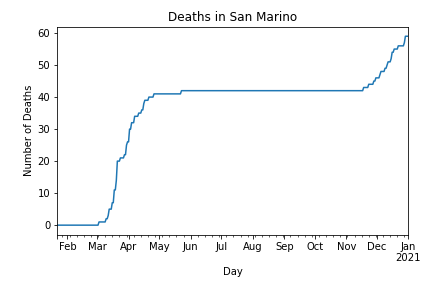 Deaths in San Marino
60
50
40
30
20
10
0
Number of Deaths
Feb Mar Apr May Jun Jul Aug Sep Oct Nov Dec Jan
2021
Day